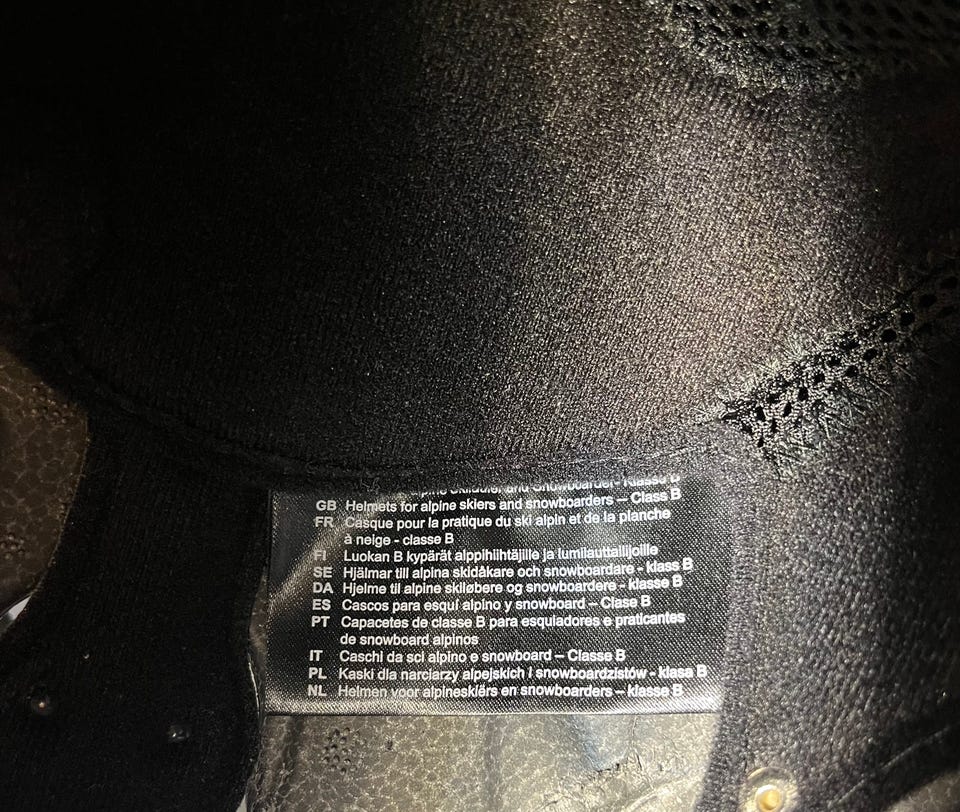 and Snowboarder- Klasse B
GB Helmets for alpine skiers and snowboarders – Class B
FR Casque pour la pratique du ski alpin et de la planche
à neige - classe B
FI Luokan B kypärät alppihiihtäjille ja lumilauttailijoille
SE Hjälmar till alpina skidåkare och snowboardare - klass B
DA Hjelme til alpine skiløbere og snowboardere - klasse B
ES Cascos para esquí alpino y snowboard – Clase B
PT Capacetes de classe B para esquiadores e praticantes
de snowboard alpinos
IT Caschi da sci alpino e snowboard – Classe B
PL Kaski dla narciarzy alpejskich i snowboardzistów - klasa B
NL Helmen voor alpineskiërs en snowboarders – klasse B